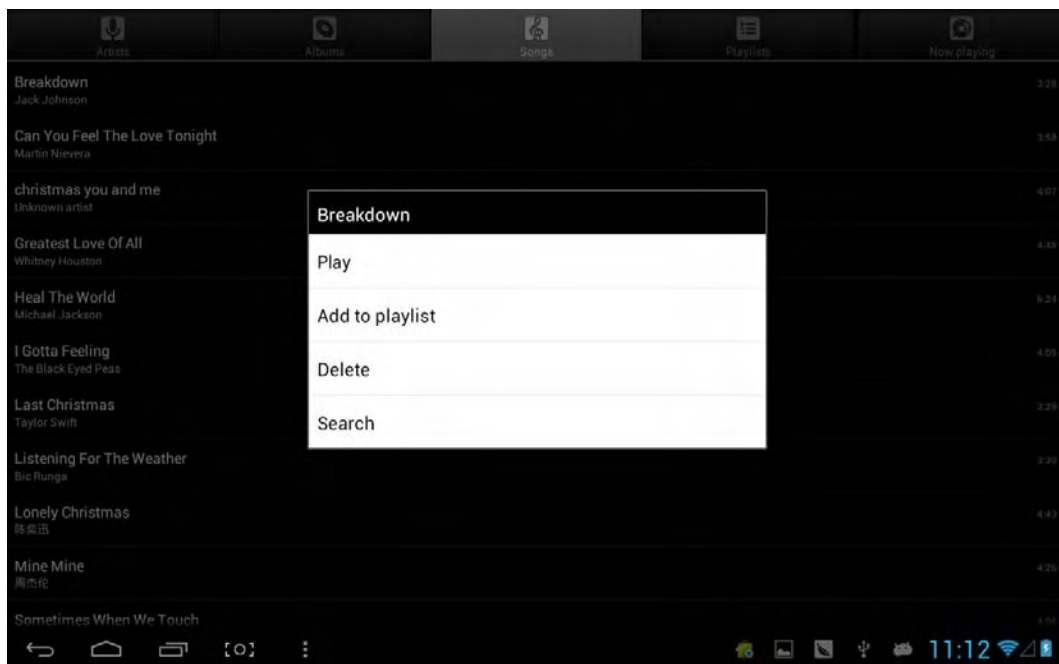 Artists
Albums
Songs
Playlists
Now playing
Breakdown
3:28
Jack Johnson
Can You Feel The Love Tonight
3:58
Martin Nievera
christmas you and me
4:07
Unknown artist
Greatest Love Of All
4:48
Whitney Houston
Heal The World
6:24
Michael Jackson
I Gotta Feeling
4:05
The Black Eyed Peas
Last Christmas
3:29
Taylor Swift
Listening For The Weather
Bic Runga
Lonely Christmas
4:43
陈奕迅
Mine Mine
4:26
周杰伦
Sometimes When We Touch
Breakdown
Play
Add to playlist
Delete
Search
11:12